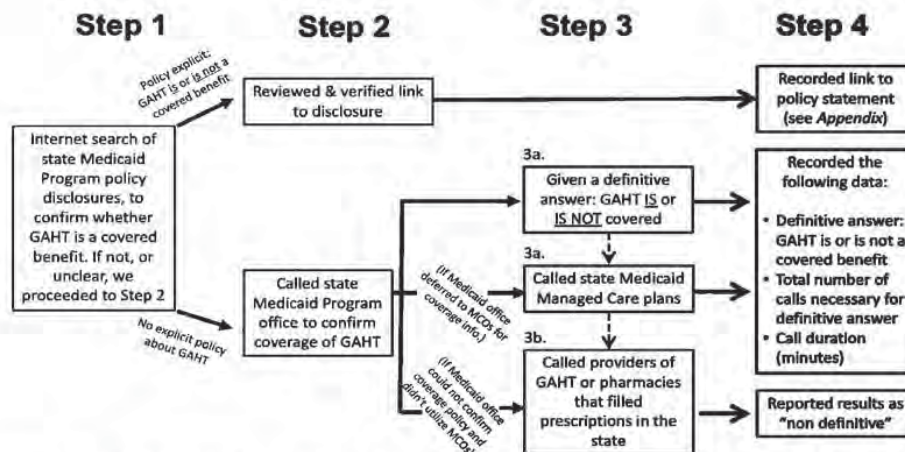 Step 1
Step 2
Step 3
Step 4
Policy explicit:
GAHT is or is not a
covered benefit
Internet search of
state Medicaid
Program policy
disclosures, to
confirm whether
GAHT is a covered
benefit. If not, or
unclear, we
proceeded to Step 2
No explicit policy
about GAHT
Reviewed & verified link
to disclosure
Called state
Medicaid Program
office to confirm
coverage of GAHT
(If Medicaid office
deferred to MCOs for
coverage info.)
(If Medicaid office
could not confirm
coverage policy and
didn't utilize MCOs)
3a.
Given a definitive
answer: GAHT IS or
IS NOT covered
3a.
Called state Medicaid
Managed Care plans
3b.
Called providers of
GAHT or pharmacies
that filled
prescriptions in the
state
Recorded link to
policy statement
(see Appendix)
Recorded the
following data:
• Definitive answer:
GAHT is or is not a
covered benefit
• Total number of
calls necessary for
definitive answer
• Call duration
(minutes)
Reported results as
"non definitive"